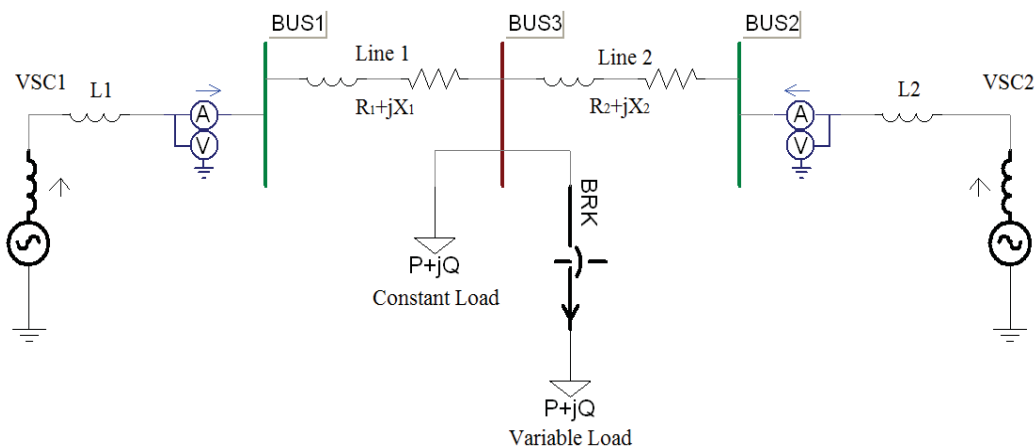 BUS1
BUS3
BUS2
Line 1
Line 2
VSC1
L1
A
V
R₁+jX₁
R₂+jX₂
A
V
L2
VSC2
BRK
P+jQ
Constant Load
P+jQ
Variable Load